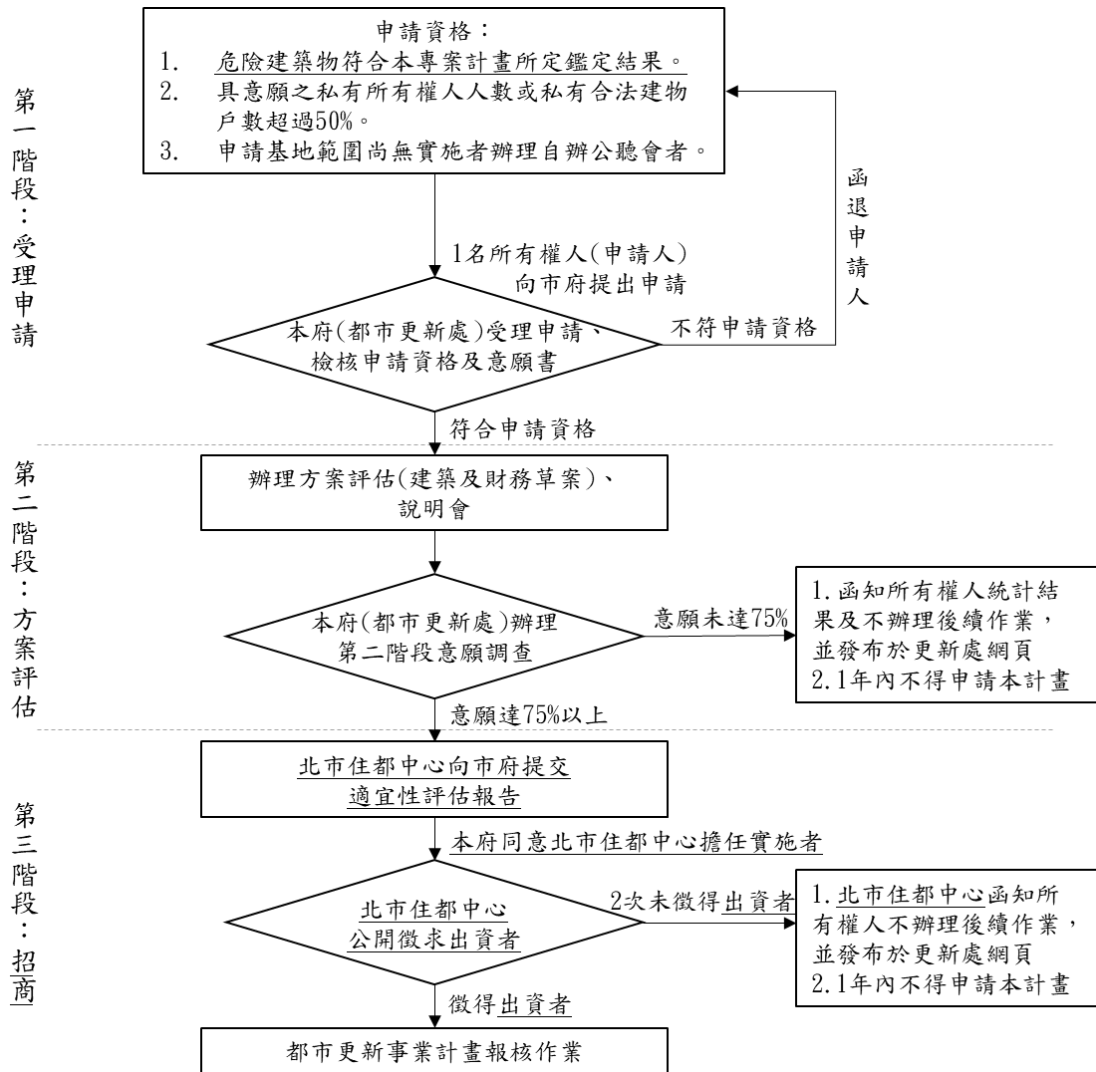 第一階段：受理申請
申請資格：
1. 危險建築物符合本專案計畫所定鑑定結果。
2. 具意願之私有所有權人人數或私有合法建物
戶數超過50%。
3. 申請基地範圍尚無實施者辦理自辦公聽會者。
函退申請人
1名所有權人(申請人)
向市府提出申請
本府(都市更新處)受理申請、
檢核申請資格及意願書
不符申請資格
符合申請資格
第二階段：方案評估
辦理方案評估(建築及財務草案)、
說明會
本府(都市更新處)辦理
第二階段意願調查
意願未達75%
1.函知所有權人統計結
果及不辦理後續作業，
並發布於更新處網頁
2.1年內不得申請本計畫
意願達75%以上
第三階段：招商
北市住都中心向市府提交
適宜性評估報告
本府同意北市住都中心擔任實施者
北市住都中心
公開徵求出資者
2次未徵得出資者
1.北市住都中心函知所
有權人不辦理後續作業，
並發布於更新處網頁
2.1年內不得申請本計畫
徵得出資者
都市更新事業計畫報核作業